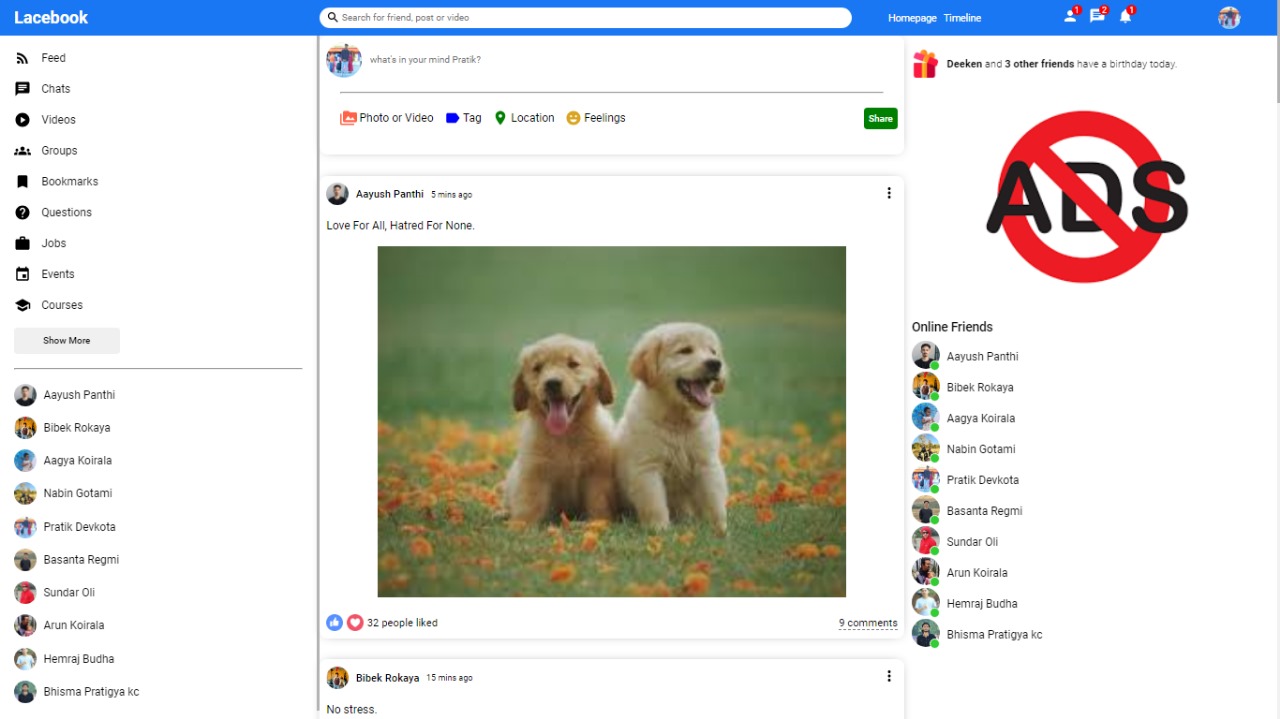 Lacebook
Search for friend, post or video
Homepage Timeline
1
2
1
Feed
Chats
Videos
Groups
Bookmarks
Questions
Jobs
Events
Courses
Show More
Aayush Panthi
Bibek Rokaya
Aagya Koirala
Nabin Gotami
Pratik Devkota
Basanta Regmi
Sundar Oli
Arun Koirala
Hemraj Budha
Bhisma Pratigya kc
what's in your mind Pratik?
Photo or Video Tag Location Feelings Share
Aayush Panthi 5 mins ago
Love For All, Hatred For None.
32 people liked 9 comments
Bibek Rokaya 15 mins ago
No stress.
Deeken and 3 other friends have a birthday today.
ADS
Online Friends
Aayush Panthi
Bibek Rokaya
Aagya Koirala
Nabin Gotami
Pratik Devkota
Basanta Regmi
Sundar Oli
Arun Koirala
Hemraj Budha
Bhisma Pratigya kc